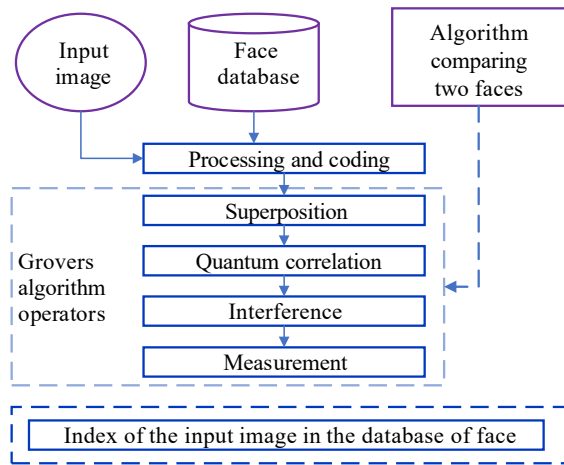 Input
image
Face
database
Algorithm
comparing
two faces
Processing and coding
Superposition
Grovers
algorithm
operators
Quantum correlation
Interference
Measurement
Index of the input image in the database of face